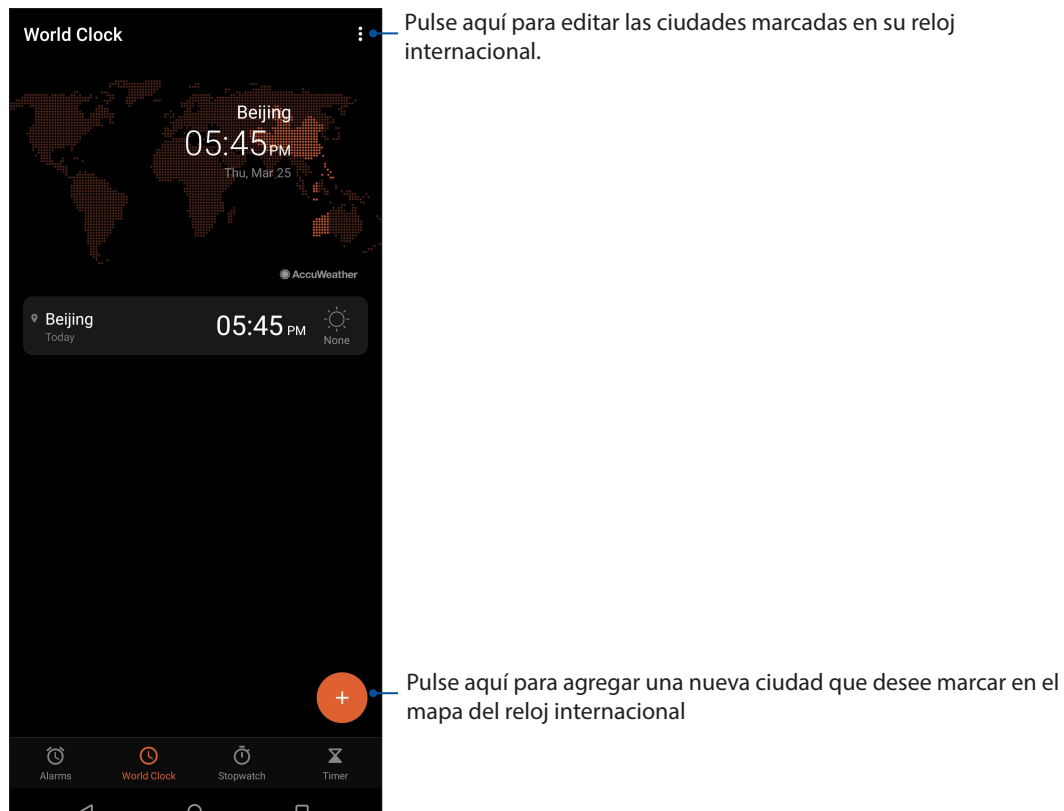 World Clock
Pulse aquí para editar las ciudades marcadas en su reloj
internacional.
Beijing
05:45 PM
Thu, Mar 25
AccuWeather
Beijing
Today
05:45 PM
None
+
Pulse aquí para agregar una nueva ciudad que desee marcar en el
mapa del reloj internacional
Alarms
World Clock
Stopwatch
Timer